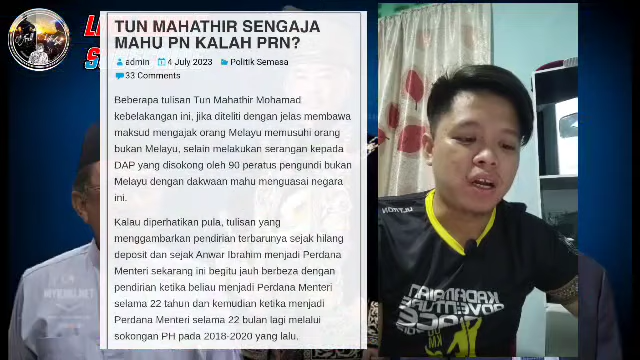 TUN MAHATHIR SENGAJA
MAHU PN KALAH PRN?
admin 4 July 2023 Politik Semasa
33 Comments
Beberapa tulisan Tun Mahathir Mohamad
kebelakangan ini, jika diteliti dengan jelas membawa
maksud mengajak orang Melayu memusuhi orang
bukan Melayu, selain melakukan serangan kepada
DAP yang disokong oleh 90 peratus pengundi bukan
Melayu dengan dakwaan mahu menguasai negara
ini.
Kalau diperhatikan pula, tulisan yang
menggambarkan pendirian terbarunya sejak hilang
deposit dan sejak Anwar Ibrahim menjadi Perdana
Menteri sekarang ini begitu jauh berbeza dengan
pendirian ketika beliau menjadi Perdana Menteri
selama 22 tahun dan kemudian ketika menjadi
Perdana Menteri selama 22 bulan lagi melalui
sokongan PH pada 2018-2020 yang lalu.